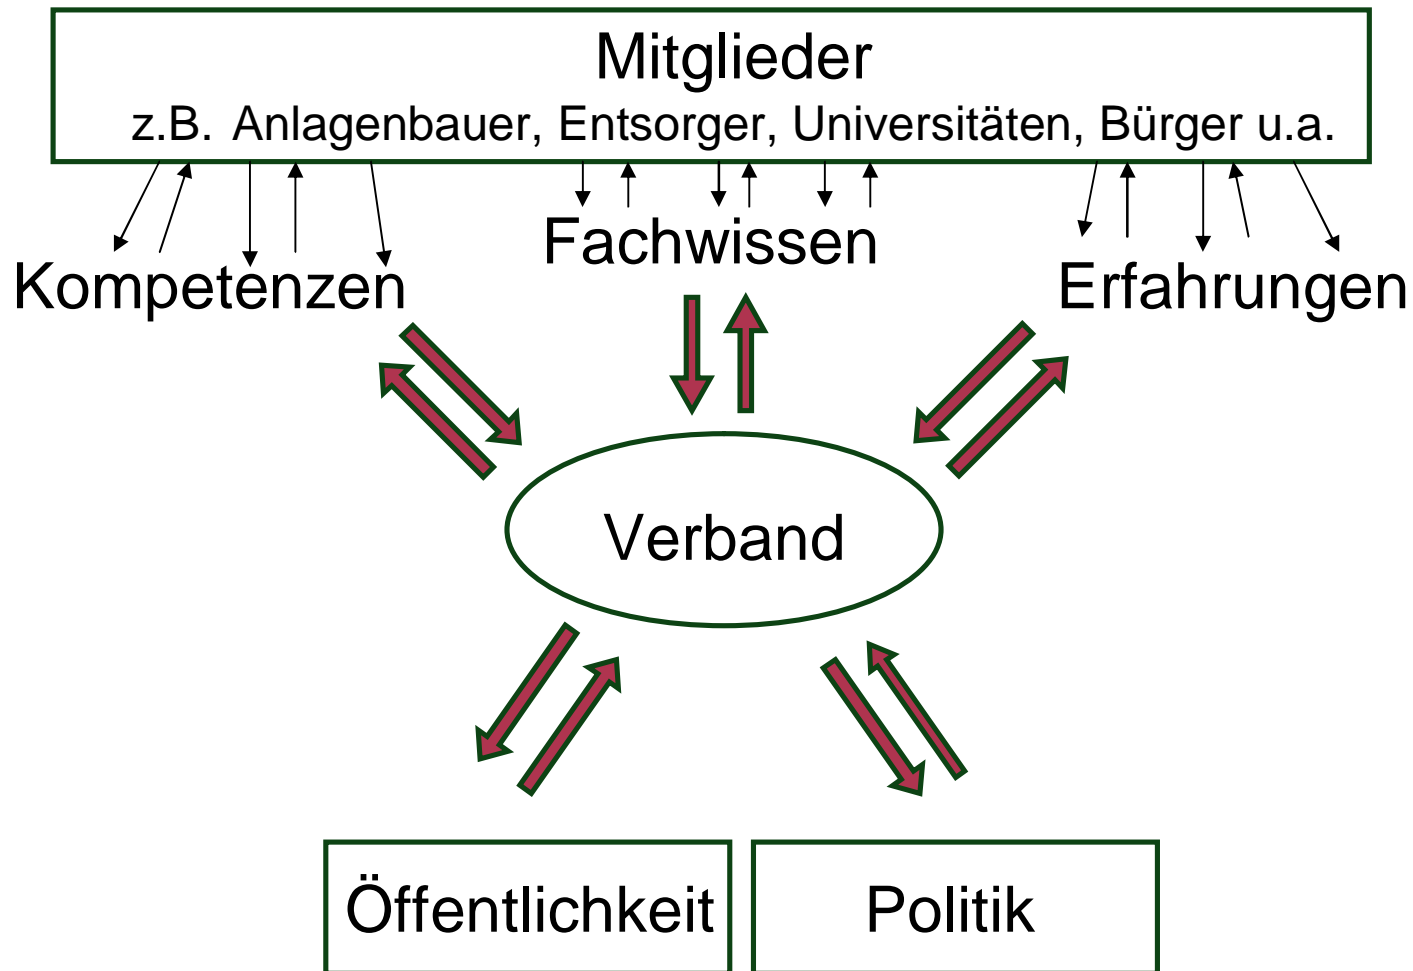 Mitglieder
z.B. Anlagenbauer, Entsorger, Universitäten, Bürger u.a.
Fachwissen
Kompetenzen
Erfahrungen
Verband
Öffentlichkeit
Politik